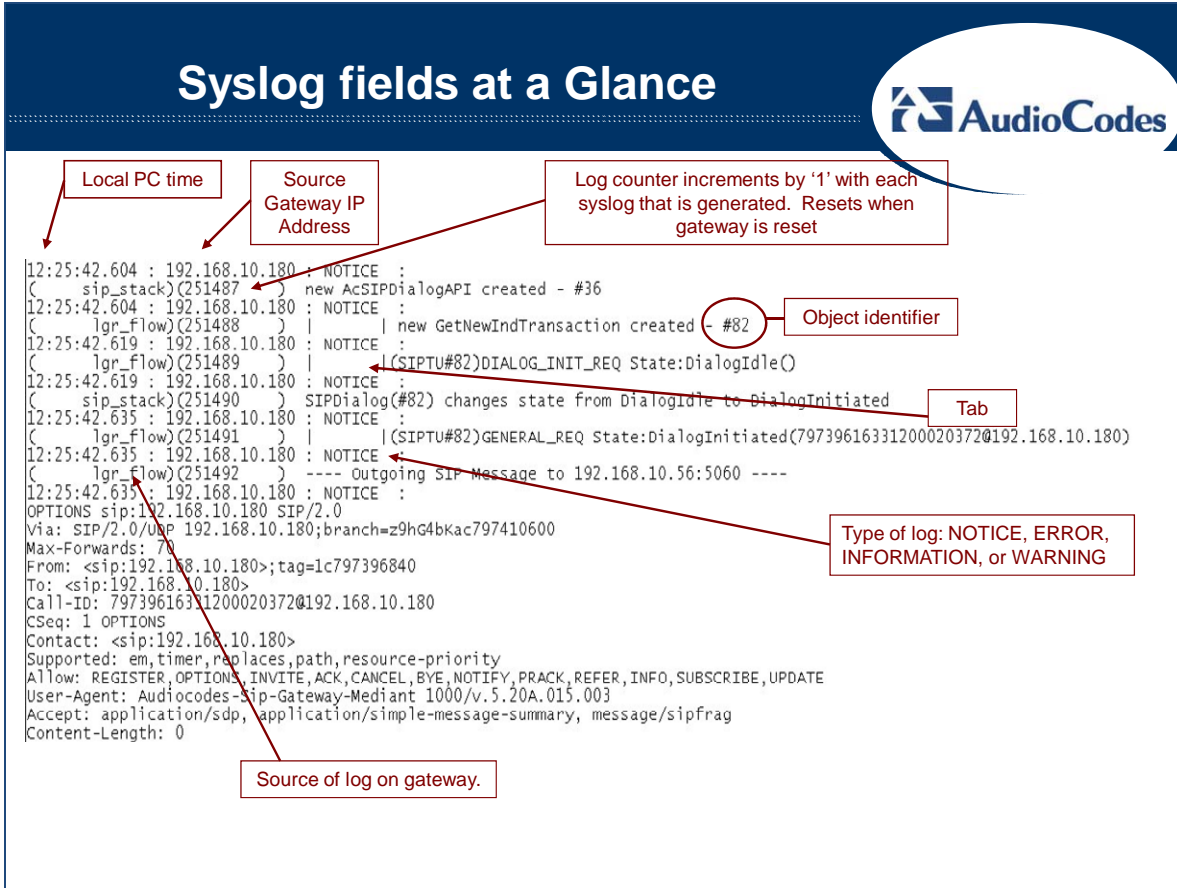 Syslog fields at a Glance
AudioCodes
Local PC time
Source
Gateway IP
Address
Log counter increments by ‘1’ with each
syslog that is generated. Resets when
gateway is reset
12:25:42.604 : 192.168.10.180 : NOTICE :
( sip_stack)(251487 ) new AcSIPDialogAPI created - #36
12:25:42.604 : 192.168.10.180 : NOTICE :
( lgr_flow)(251488 ) | | new GetNewIndTransaction created - #82
Object identifier
12:25:42.619 : 192.168.10.180 : NOTICE :
( lgr_flow)(251489 ) | |(SIPTU#82)DIALOG_INIT_REQ State:DialogIdle()
12:25:42.619 : 192.168.10.180 : NOTICE :
( sip_stack)(251490 ) SIPDialog(#82) changes state from DialogIdle to DialogInitiated
Tab
12:25:42.635 : 192.168.10.180 : NOTICE :
( lgr_flow)(251491 ) | |(SIPTU#82)GENERAL_REQ State:DialogInitiated(797396163312000203720@192.168.10.180)
12:25:42.635 : 192.168.10.180 : NOTICE :
( lgr_flow)(251492 ) ---- Outgoing SIP Message to 192.168.10.56:5060 ----
12:25:42.635 : 192.168.10.180 : NOTICE :
OPTIONS sip:192.168.10.180 SIP/2.0
Via: SIP/2.0/UDP 192.168.10.180;branch=z9hG4bKac797410600
Max-Forwards: 70
From: <sip:192.168.10.180>;tag=1c797396840
To: <sip:192.168.10.180>
Call-ID: 797396163312000203720@192.168.10.180
CSeq: 1 OPTIONS
Contact: <sip:192.168.10.180>
Supported: em,timer,replaces,path,resource-priority
Allow: REGISTER,OPTIONS,INVITE,ACK,CANCEL,BYE,NOTIFY,PRACK,REFER,INFO,SUBSCRIBE,UPDATE
User-Agent: Audiocodes-Sip-Gateway-Mediant 1000/v.5.20A.015.003
Accept: application/sdp, application/simple-message-summary, message/sipfrag
Content-Length: 0
Type of log: NOTICE, ERROR,
INFORMATION, or WARNING
Source of log on gateway.